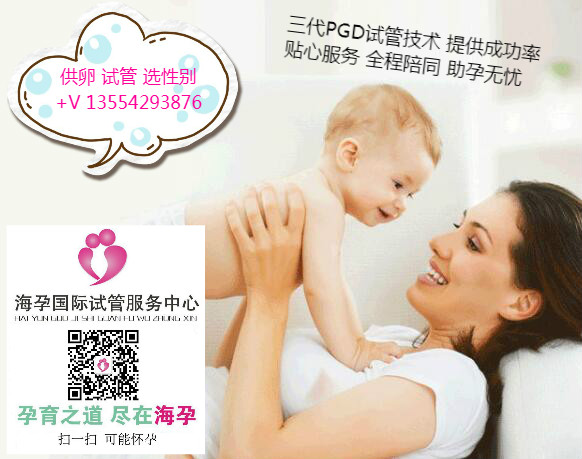 三代PGD试管技术 提供成功率
贴心服务 全程陪同 助孕无忧
供卵 试管 选性别
+V 13554293876
海孕国际试管服务中心
HAI YUN GUO JI SHI GUAN FU WU ZHONG XIN
孕育之道 尽在海孕
扫一扫 可能怀孕